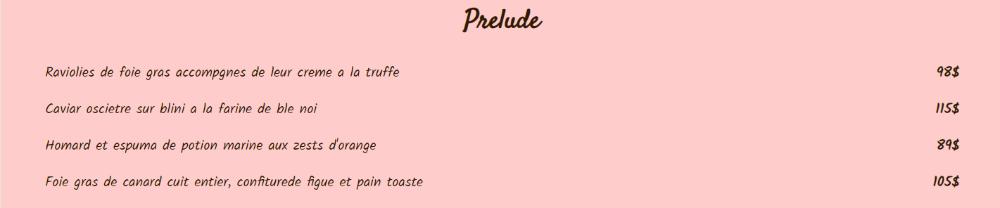 Prelude
Raviolies de foie gras accompgnes de leur creme a la truffe 98$
Caviar oscietre sur blini a la farine de ble noi 115$
Homard et espuma de potion marine aux zests d'orange 89$
Foie gras de canard cuit entier, confiturede figue et pain toaste 105$